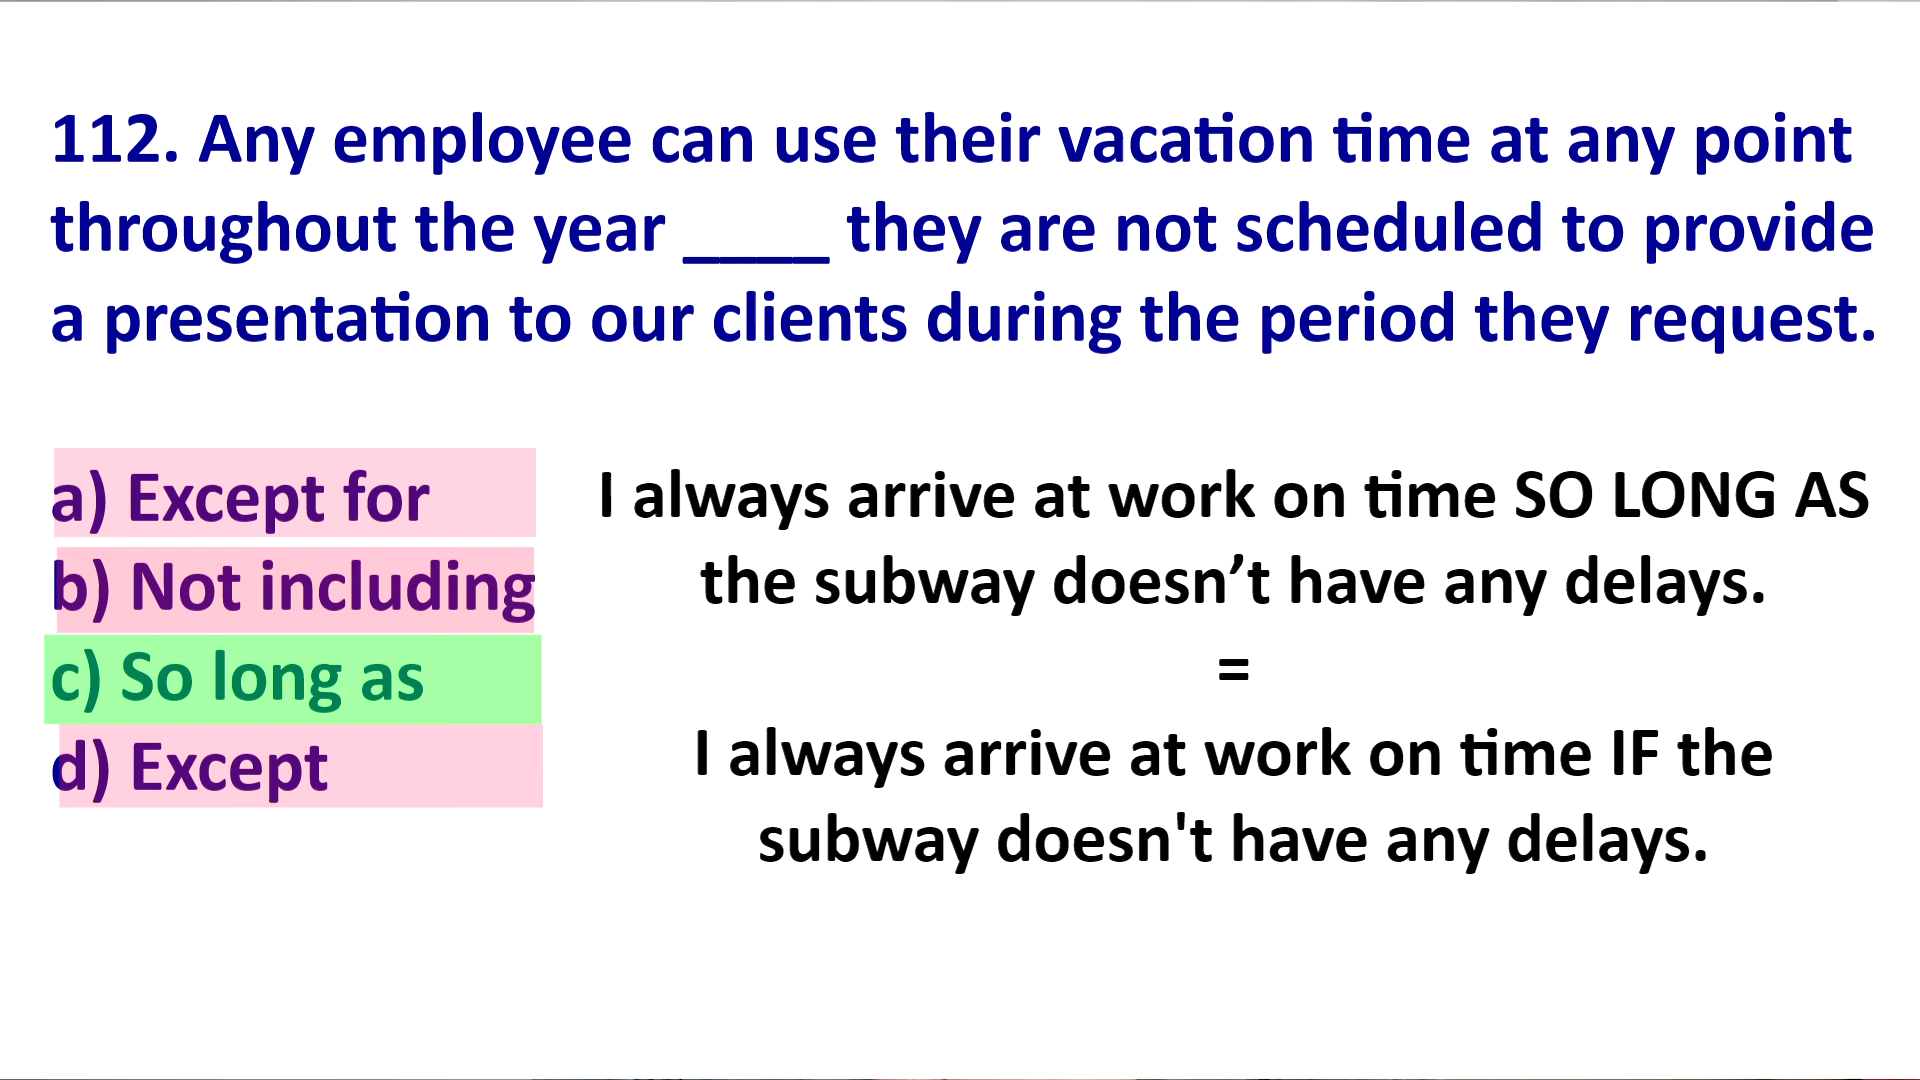 112. Any employee can use their vacation time at any point
throughout the year ____ they are not scheduled to provide
a presentation to our clients during the period they request.
a) Except for
b) Not including
c) So long as
d) Except
I always arrive at work on time SO LONG AS
the subway doesn’t have any delays.
=
I always arrive at work on time IF the
subway doesn't have any delays.